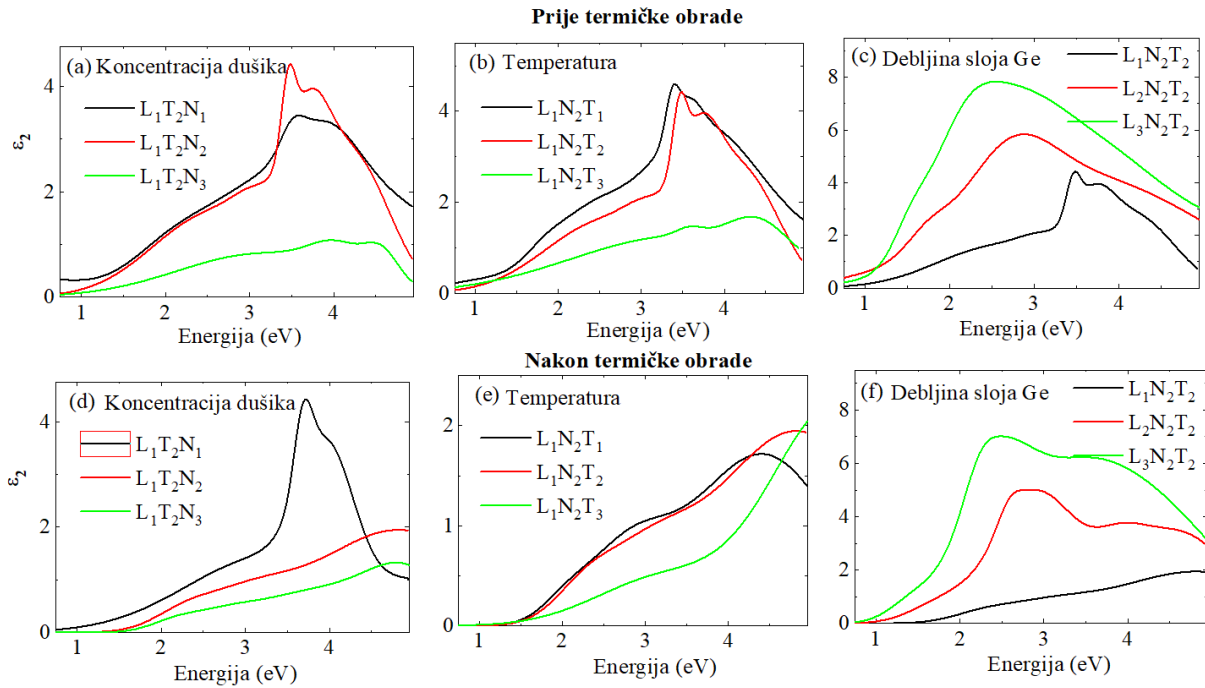 Prije termičke obrade
(a) Koncentracija dušika
L₁T₂N₁
L₁T₂N₂
L₁T₂N₃
ε₂
0
2
4
1 2 3 4
Energija (eV)
(b) Temperatura
L₁N₂T₁
L₁N₂T₂
L₁N₂T₃
0
2
4
1 2 3 4
Energija (eV)
(c) Debljina sloja Ge
L₁N₂T₂
L₂N₂T₂
L₃N₂T₂
0
2
4
6
8
1 2 3 4
Energija (eV)
Nakon termičke obrade
(d) Koncentracija dušika
L₁T₂N₁
L₁T₂N₂
L₁T₂N₃
ε₂
0
2
4
1 2 3 4
Energija (eV)
(e) Temperatura
L₁N₂T₁
L₁N₂T₂
L₁N₂T₃
0
1
2
1 2 3 4
Energija (eV)
(f) Debljina sloja Ge
L₁N₂T₂
L₂N₂T₂
L₃N₂T₂
0
2
4
6
8
1 2 3 4
Energija (eV)